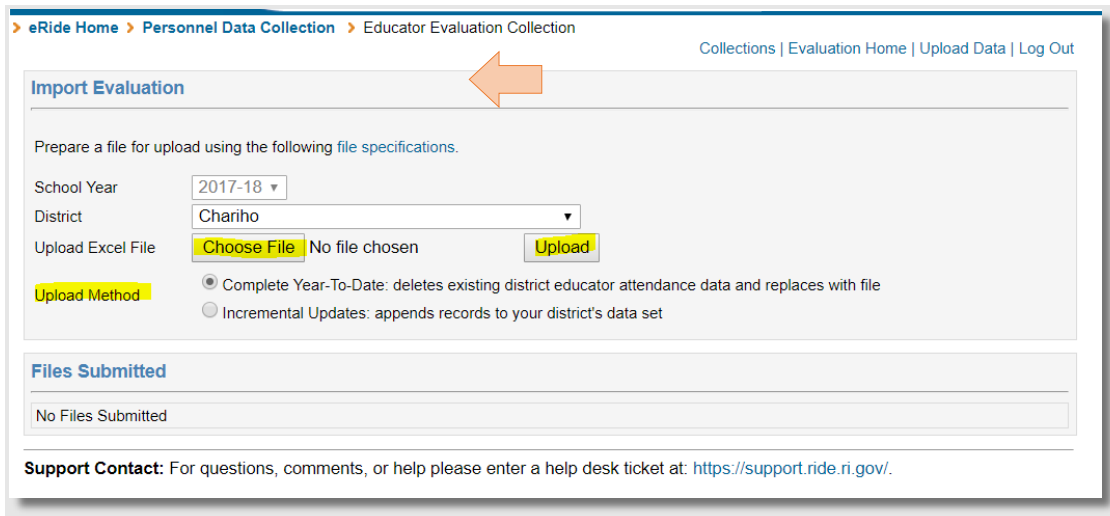 > eRide Home > Personnel Data Collection > Educator Evaluation Collection
Collections | Evaluation Home | Upload Data | Log Out
Import Evaluation
Prepare a file for upload using the following file specifications.
School Year 2017-18
District Chariho
Upload Excel File Choose File No file chosen Upload
Upload Method Complete Year-To-Date: deletes existing district educator attendance data and replaces with file
Incremental Updates: appends records to your district's data set
Files Submitted
No Files Submitted
Support Contact: For questions, comments, or help please enter a help desk ticket at: https://support.ride.ri.gov/.